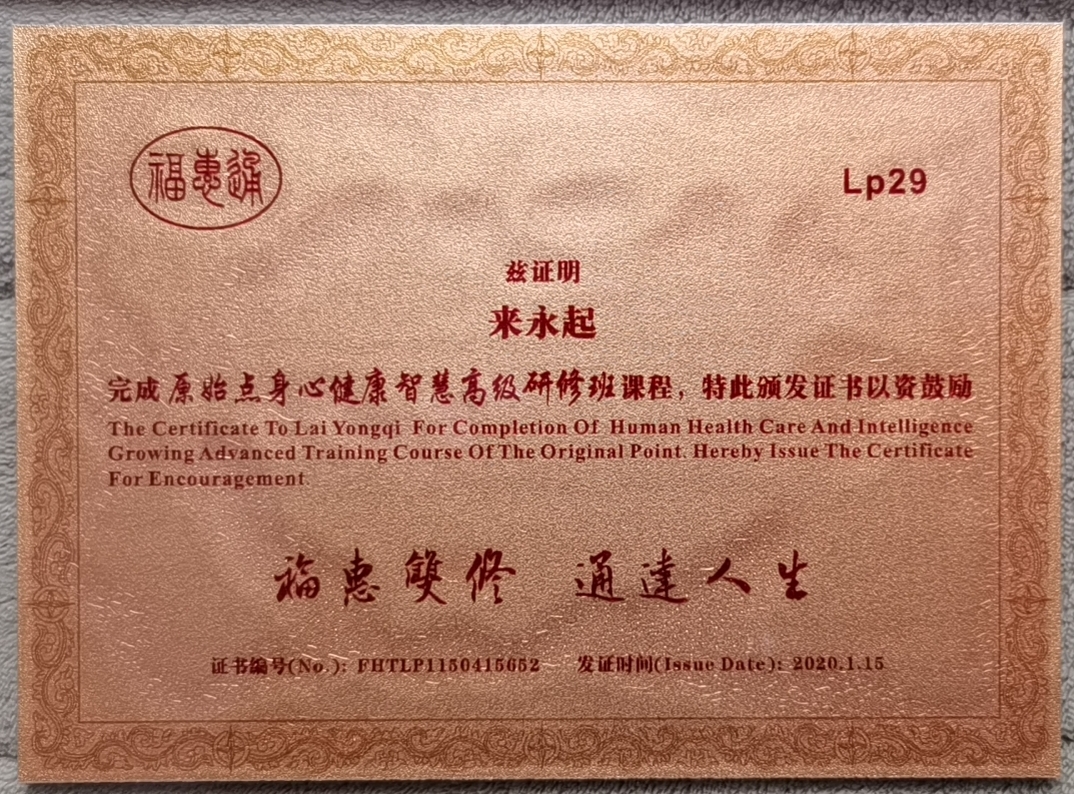 福惠通
Lp29
兹证明
来永起
完成原始点身心健康智慧高级研修班课程，特此颁发证书以资鼓励
The Certificate To Lai Yongqi For Completion Of Human Health Care And Intelligence
Growing Advanced Training Course Of The Original Point. Hereby Issue The Certificate
For Encouragement
福惠雙修 通達人生
证书编号(No.): FHTLP1150415652 发证时间(Issue Date): 2020.1.15